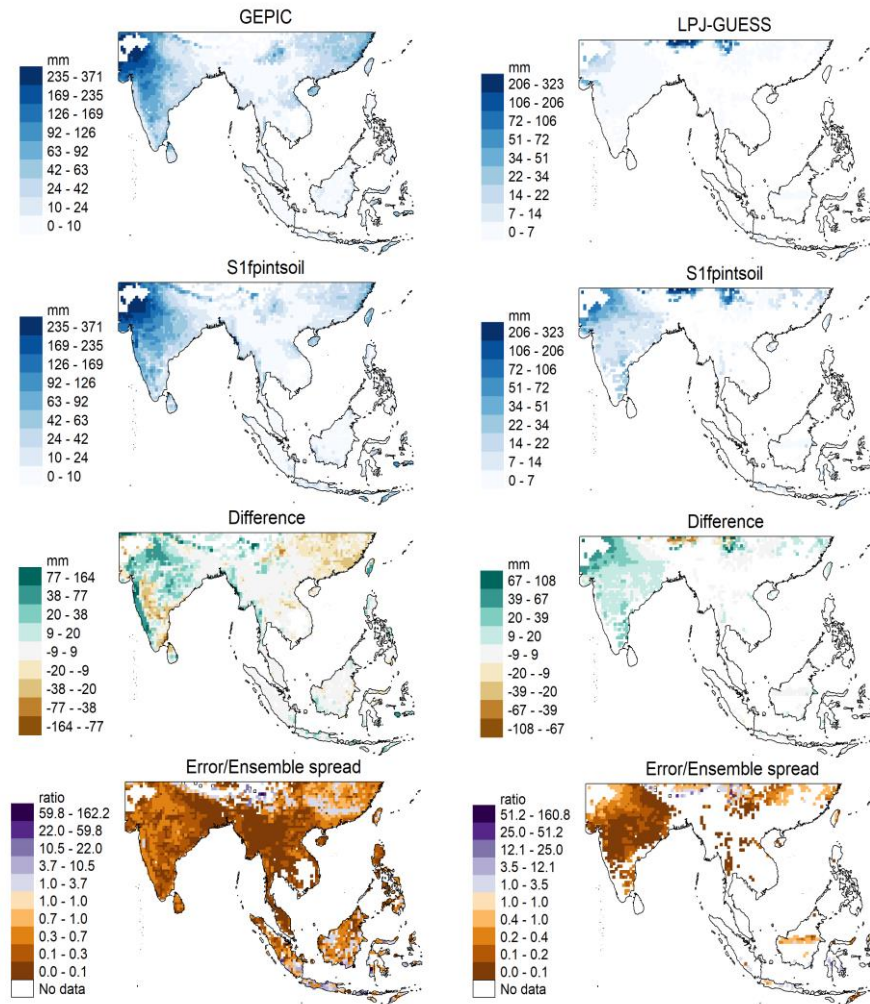 GEPIC
mm
235 - 371
169 - 235
126 - 169
92 - 126
63 - 92
42 - 63
24 - 42
10 - 24
0 - 10
LPJ-GUESS
mm
206 - 323
106 - 206
72 - 106
51 - 72
34 - 51
22 - 34
14 - 22
7 - 14
0 - 7
S1fpintsoil
mm
235 - 371
169 - 235
126 - 169
92 - 126
63 - 92
42 - 63
24 - 42
10 - 24
0 - 10
S1fpintsoil
mm
206 - 323
106 - 206
72 - 106
51 - 72
34 - 51
22 - 34
14 - 22
7 - 14
0 - 7
Difference
mm
77 - 164
38 - 77
20 - 38
9 - 20
-9 - 9
-20 - -9
-38 - -20
-77 - -38
-164 - -77
Difference
mm
67 - 108
39 - 67
20 - 39
9 - 20
-9 - 9
-20 - -9
-39 - -20
-67 - -39
-108 - -67
Error/Ensemble spread
ratio
59.8 - 162.2
22.0 - 59.8
10.5 - 22.0
3.7 - 10.5
1.0 - 3.7
1.0 - 1.0
0.7 - 1.0
0.3 - 0.7
0.1 - 0.3
0.0 - 0.1
No data
Error/Ensemble spread
ratio
51.2 - 160.8
25.0 - 51.2
12.1 - 25.0
3.5 - 12.1
1.0 - 3.5
1.0 - 1.0
0.4 - 1.0
0.2 - 0.4
0.1 - 0.2
0.0 - 0.1
No data